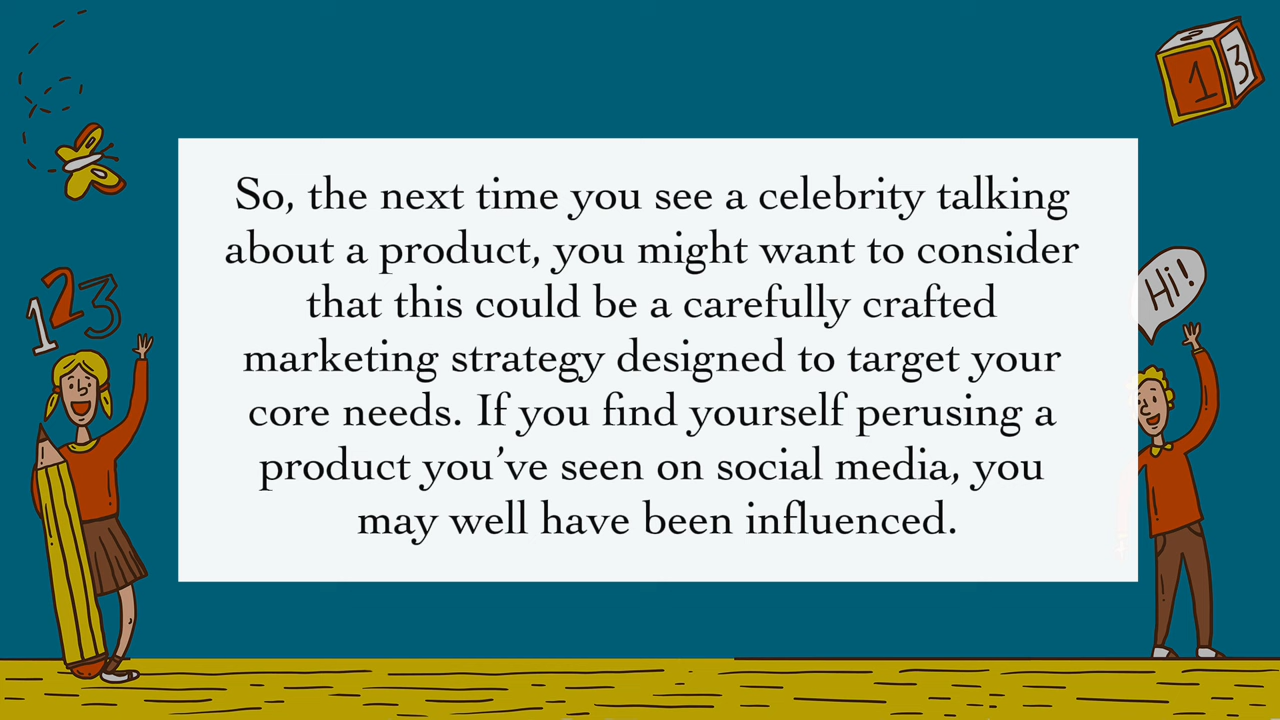 So, the next time you see a celebrity talking
about a product, you might want to consider
that this could be a carefully crafted
marketing strategy designed to target your
core needs. If you find yourself perusing a
product you've seen on social media, you
may well have been influenced.
123
Hi!
1
3
2